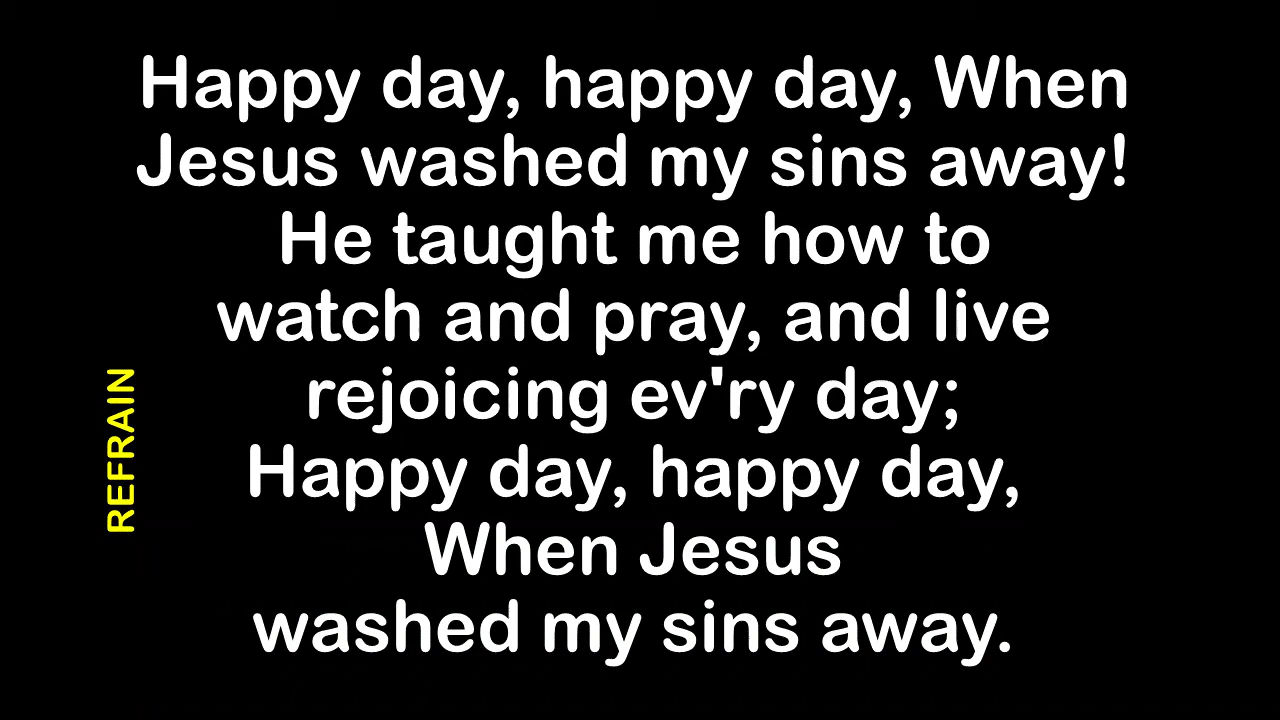 Happy day, happy day, When
Jesus washed my sins away!
He taught me how to
watch and pray, and live
rejoicing ev'ry day;
Happy day, happy day,
When Jesus
washed my sins away.
REFRAIN